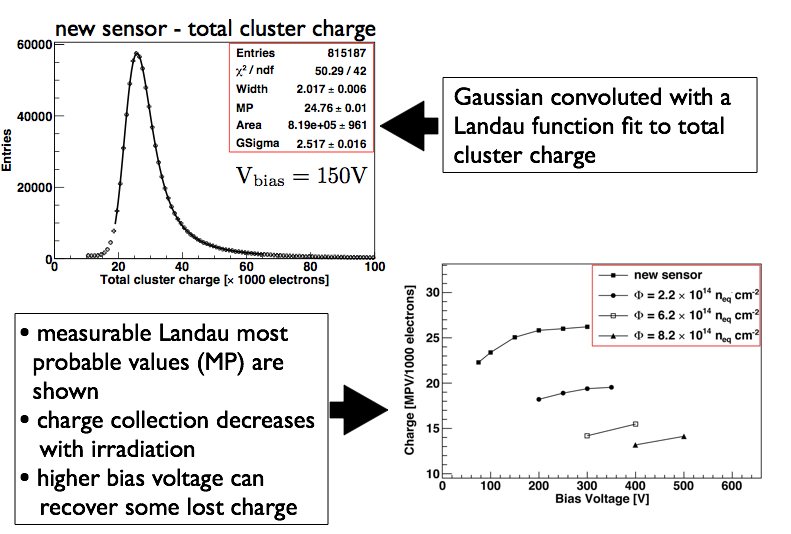 new sensor - total cluster charge
60000
40000
20000
0
Entries
Entries 815187
χ² / ndf 50.29 / 42
Width 2.017 ± 0.006
MP 24.76 ± 0.01
Area 8.19e+05 ± 961
GSigma 2.517 ± 0.016
V_bias = 150V
0 20 40 60 80 100
Total cluster charge [× 1000 electrons]
Gaussian convoluted with a
Landau function fit to total
cluster charge
• measurable Landau most
probable values (MP) are
shown
• charge collection decreases
with irradiation
• higher bias voltage can
recover some lost charge
new sensor
Φ = 2.2 × 10¹⁴ n_eq cm⁻²
Φ = 6.2 × 10¹⁴ n_eq cm⁻²
Φ = 8.2 × 10¹⁴ n_eq cm⁻²
Charge [MPV/1000 electrons]
30
25
20
15
10
0 100 200 300 400 500 600
Bias Voltage [V]